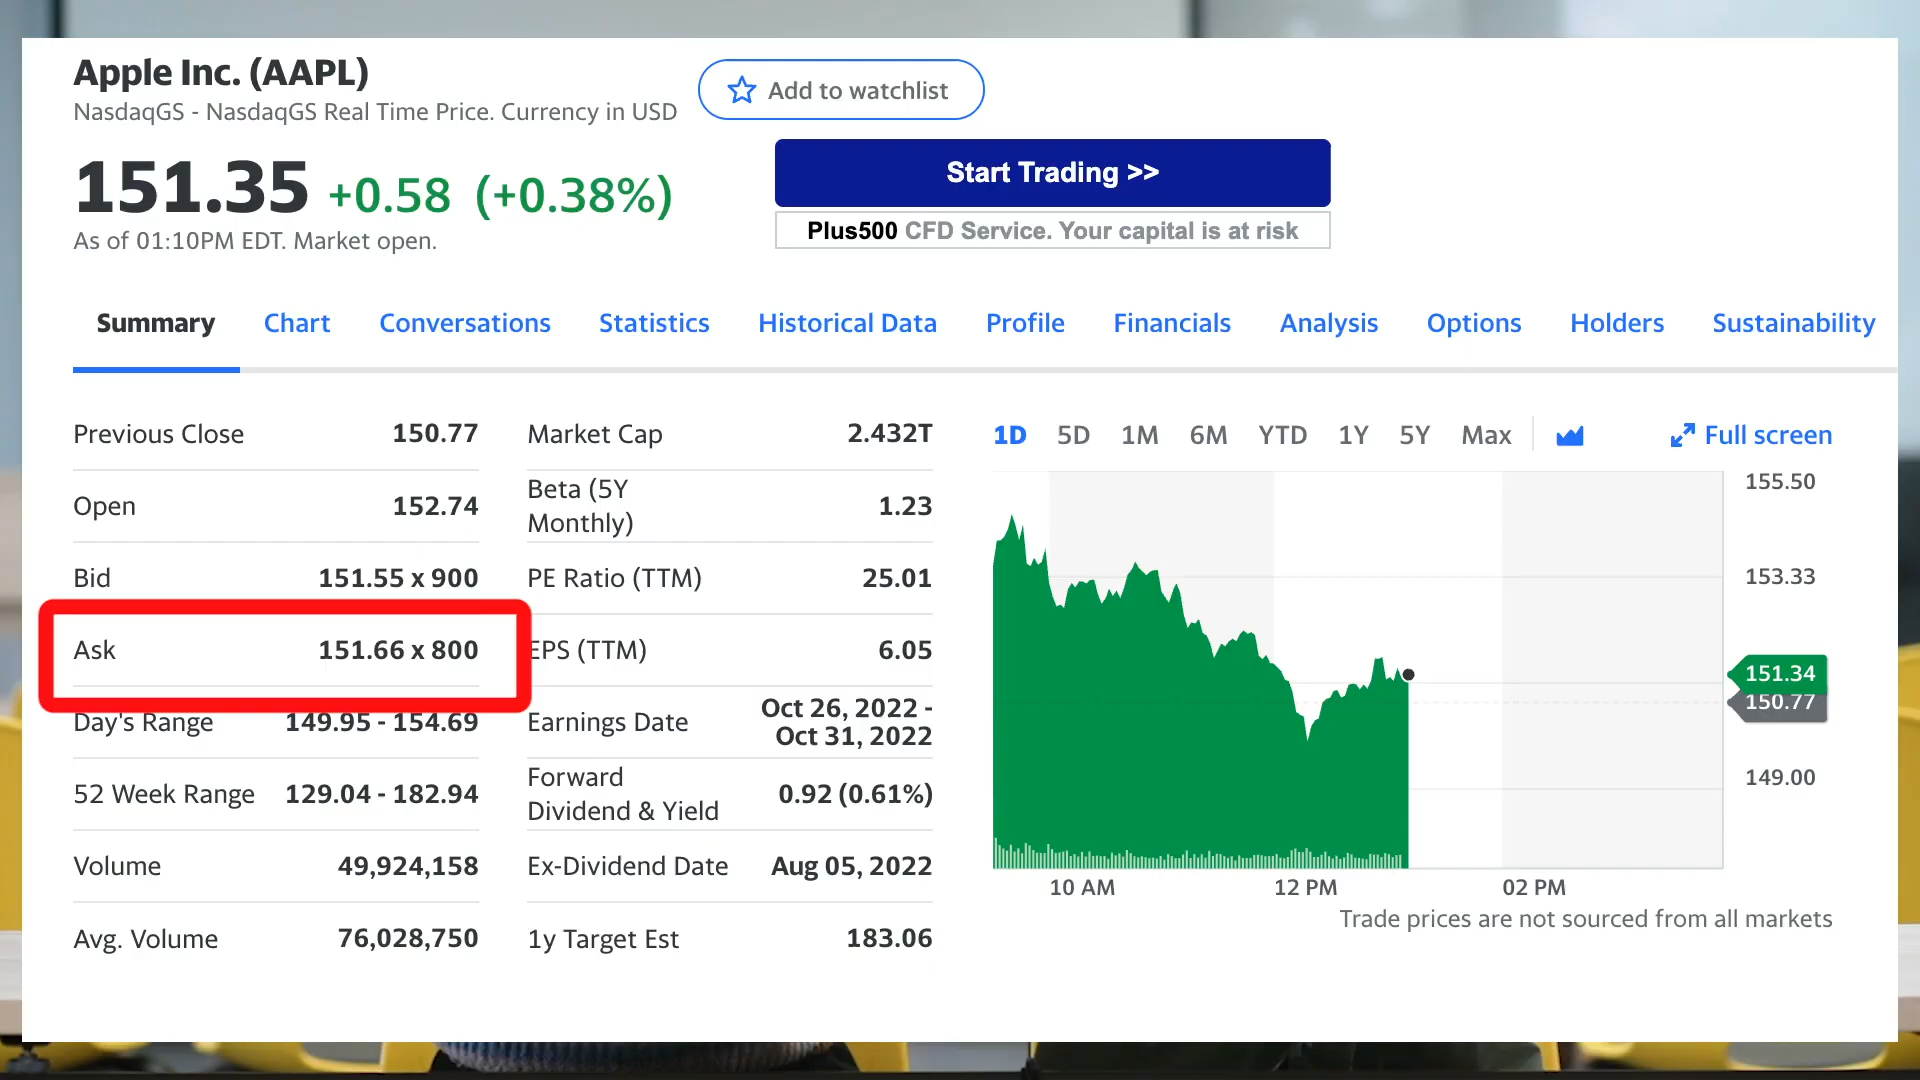 Apple Inc. (AAPL)
NasdaqGS - NasdaqGS Real Time Price. Currency in USD
Add to watchlist
151.35 +0.58 (+0.38%)
As of 01:10PM EDT. Market open.
Start Trading >>
Plus500 CFD Service. Your capital is at risk
Summary Chart Conversations Statistics Historical Data Profile Financials Analysis Options Holders Sustainability
Previous Close 150.77
Open 152.74
Bid 151.55 x 900
Ask 151.66 x 800
Day's Range 149.95 - 154.69
52 Week Range 129.04 - 182.94
Volume 49,924,158
Avg. Volume 76,028,750
Market Cap 2.432T
Beta (5Y
Monthly) 1.23
PE Ratio (TTM) 25.01
EPS (TTM) 6.05
Earnings Date Oct 26, 2022 -
Oct 31, 2022
Forward
Dividend & Yield 0.92 (0.61%)
Ex-Dividend Date Aug 05, 2022
1y Target Est 183.06
1D 5D 1M 6M YTD 1Y 5Y Max Full screen
155.50
153.33
151.34
150.77
149.00
10 AM 12 PM 02 PM
Trade prices are not sourced from all markets